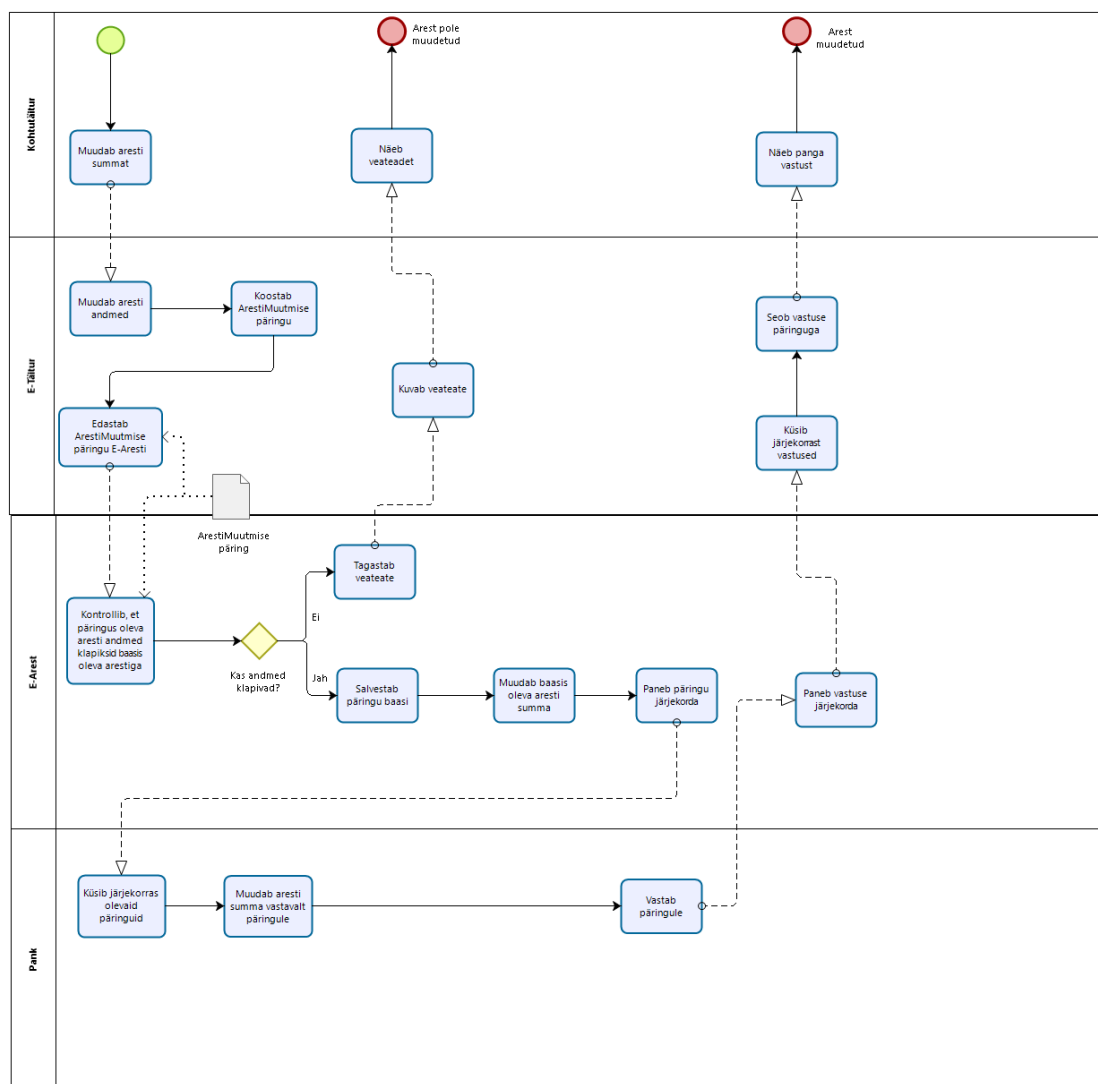 Kohtutäitur
Arest pole
muudetud
Arest
muudetud
Muudab aresti
summat
Näeb
veateadet
Näeb panga
vastust
E-Täitur
Muudab aresti
andmed
Koostab
ArestiMuutmise
päringu
Seob vastuse
päringuga
Kuvab veateate
Edastab
ArestiMuutmise
päringu E-Aresti
Küsib
järjekorrast
vastused
ArestiMuutmise
päring
E-Arest
Tagastab
veateate
Kontrollib, et
päringus oleva
aresti andmed
klapiksid baasis
oleva arestiga
Ei
Kas andmed
klapivad?
Jah
Salvestab
päringu baasi
Muudab baasis
oleva aresti
summa
Paneb päringu
järjekorda
Paneb vastuse
järjekorda
Pank
Küsib järjekorras
olevaid
päringuid
Muudab aresti
summa vastavalt
päringule
Vastab
päringule